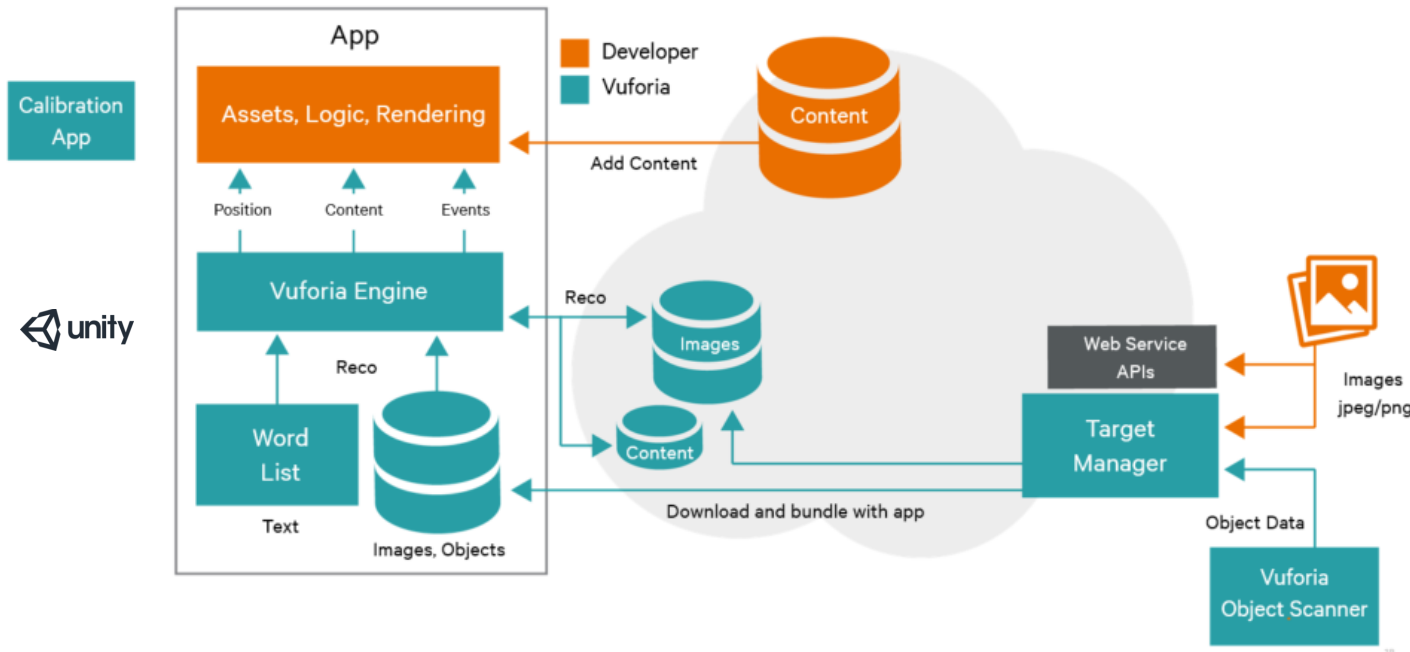 App
Developer
Vuforia
Calibration
App
Assets, Logic, Rendering
Content
Add Content
Position
Content
Events
Vuforia Engine
Reco
unity
Images
Reco
Web Service
APIs
Images
jpeg/png
Word
List
Content
Target
Manager
Text
Images, Objects
Download and bundle with app
Object Data
Vuforia
Object Scanner